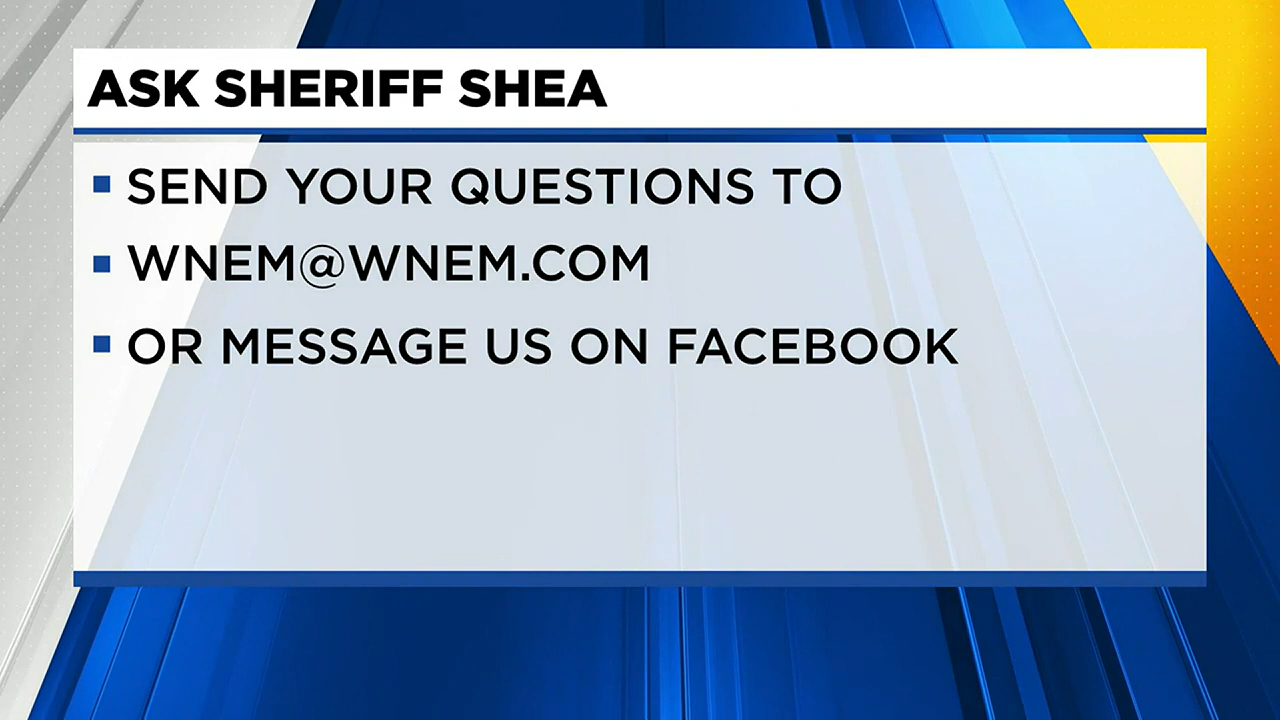 ASK SHERIFF SHEA
SEND YOUR QUESTIONS TO
WNEM@WNEM.COM
OR MESSAGE US ON FACEBOOK